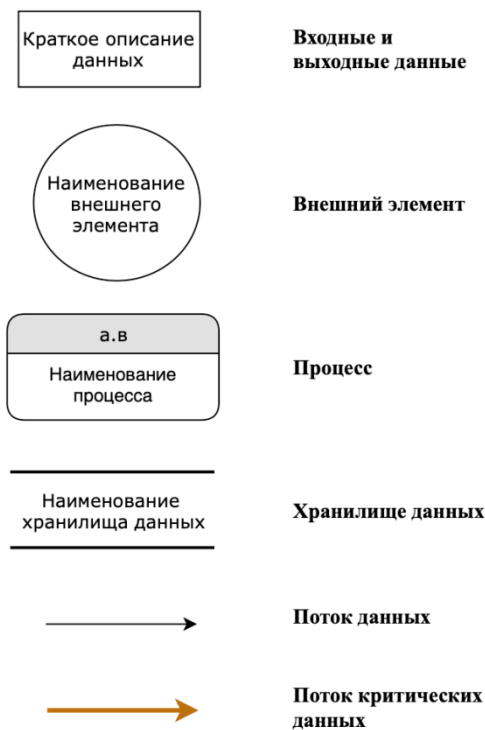 Краткое описание
данных
Входные и
выходные данные
Наименование
внешнего
элемента
Внешний элемент
а.в
Наименование
процесса
Процесс
Наименование
хранилища данных
Хранилище данных
Поток данных
Поток критических
данных